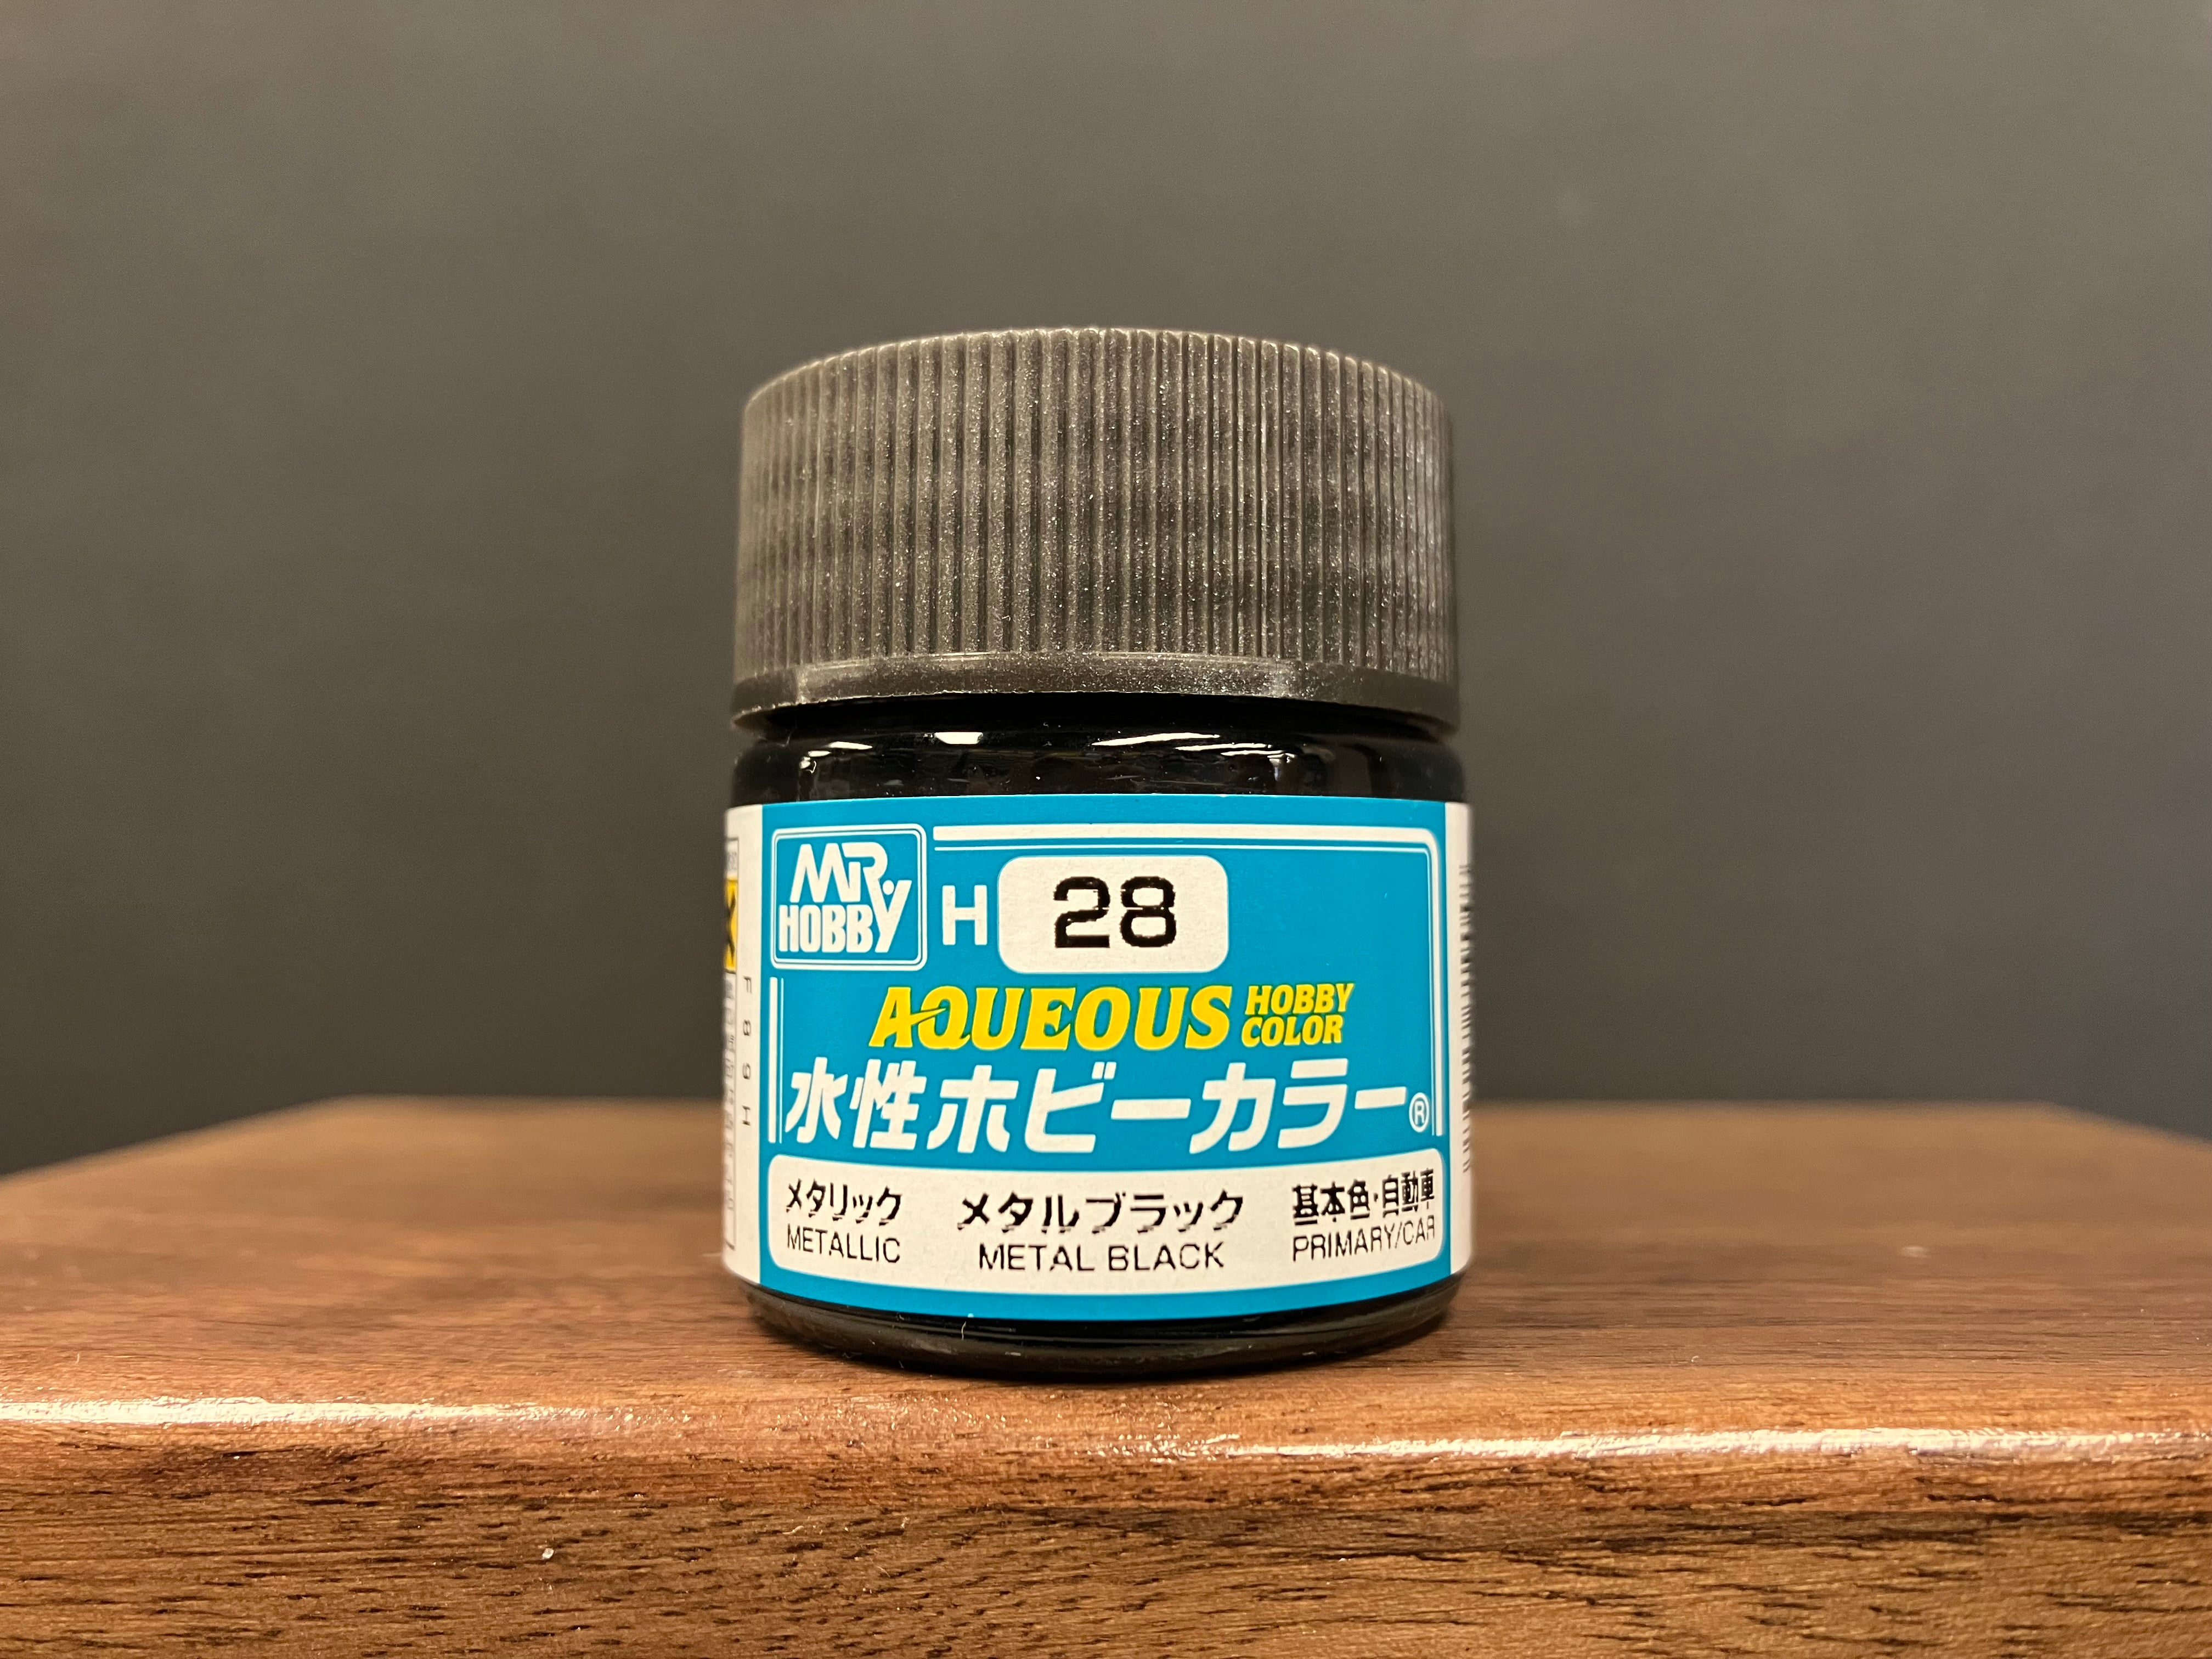 MR.
HOBBY
H 28
AQUEOUS HOBBY COLOR
水性ホビーカラー®
メタリック メタルブラック 基本色・自動車
METALLIC METAL BLACK PRIMARY/CAR